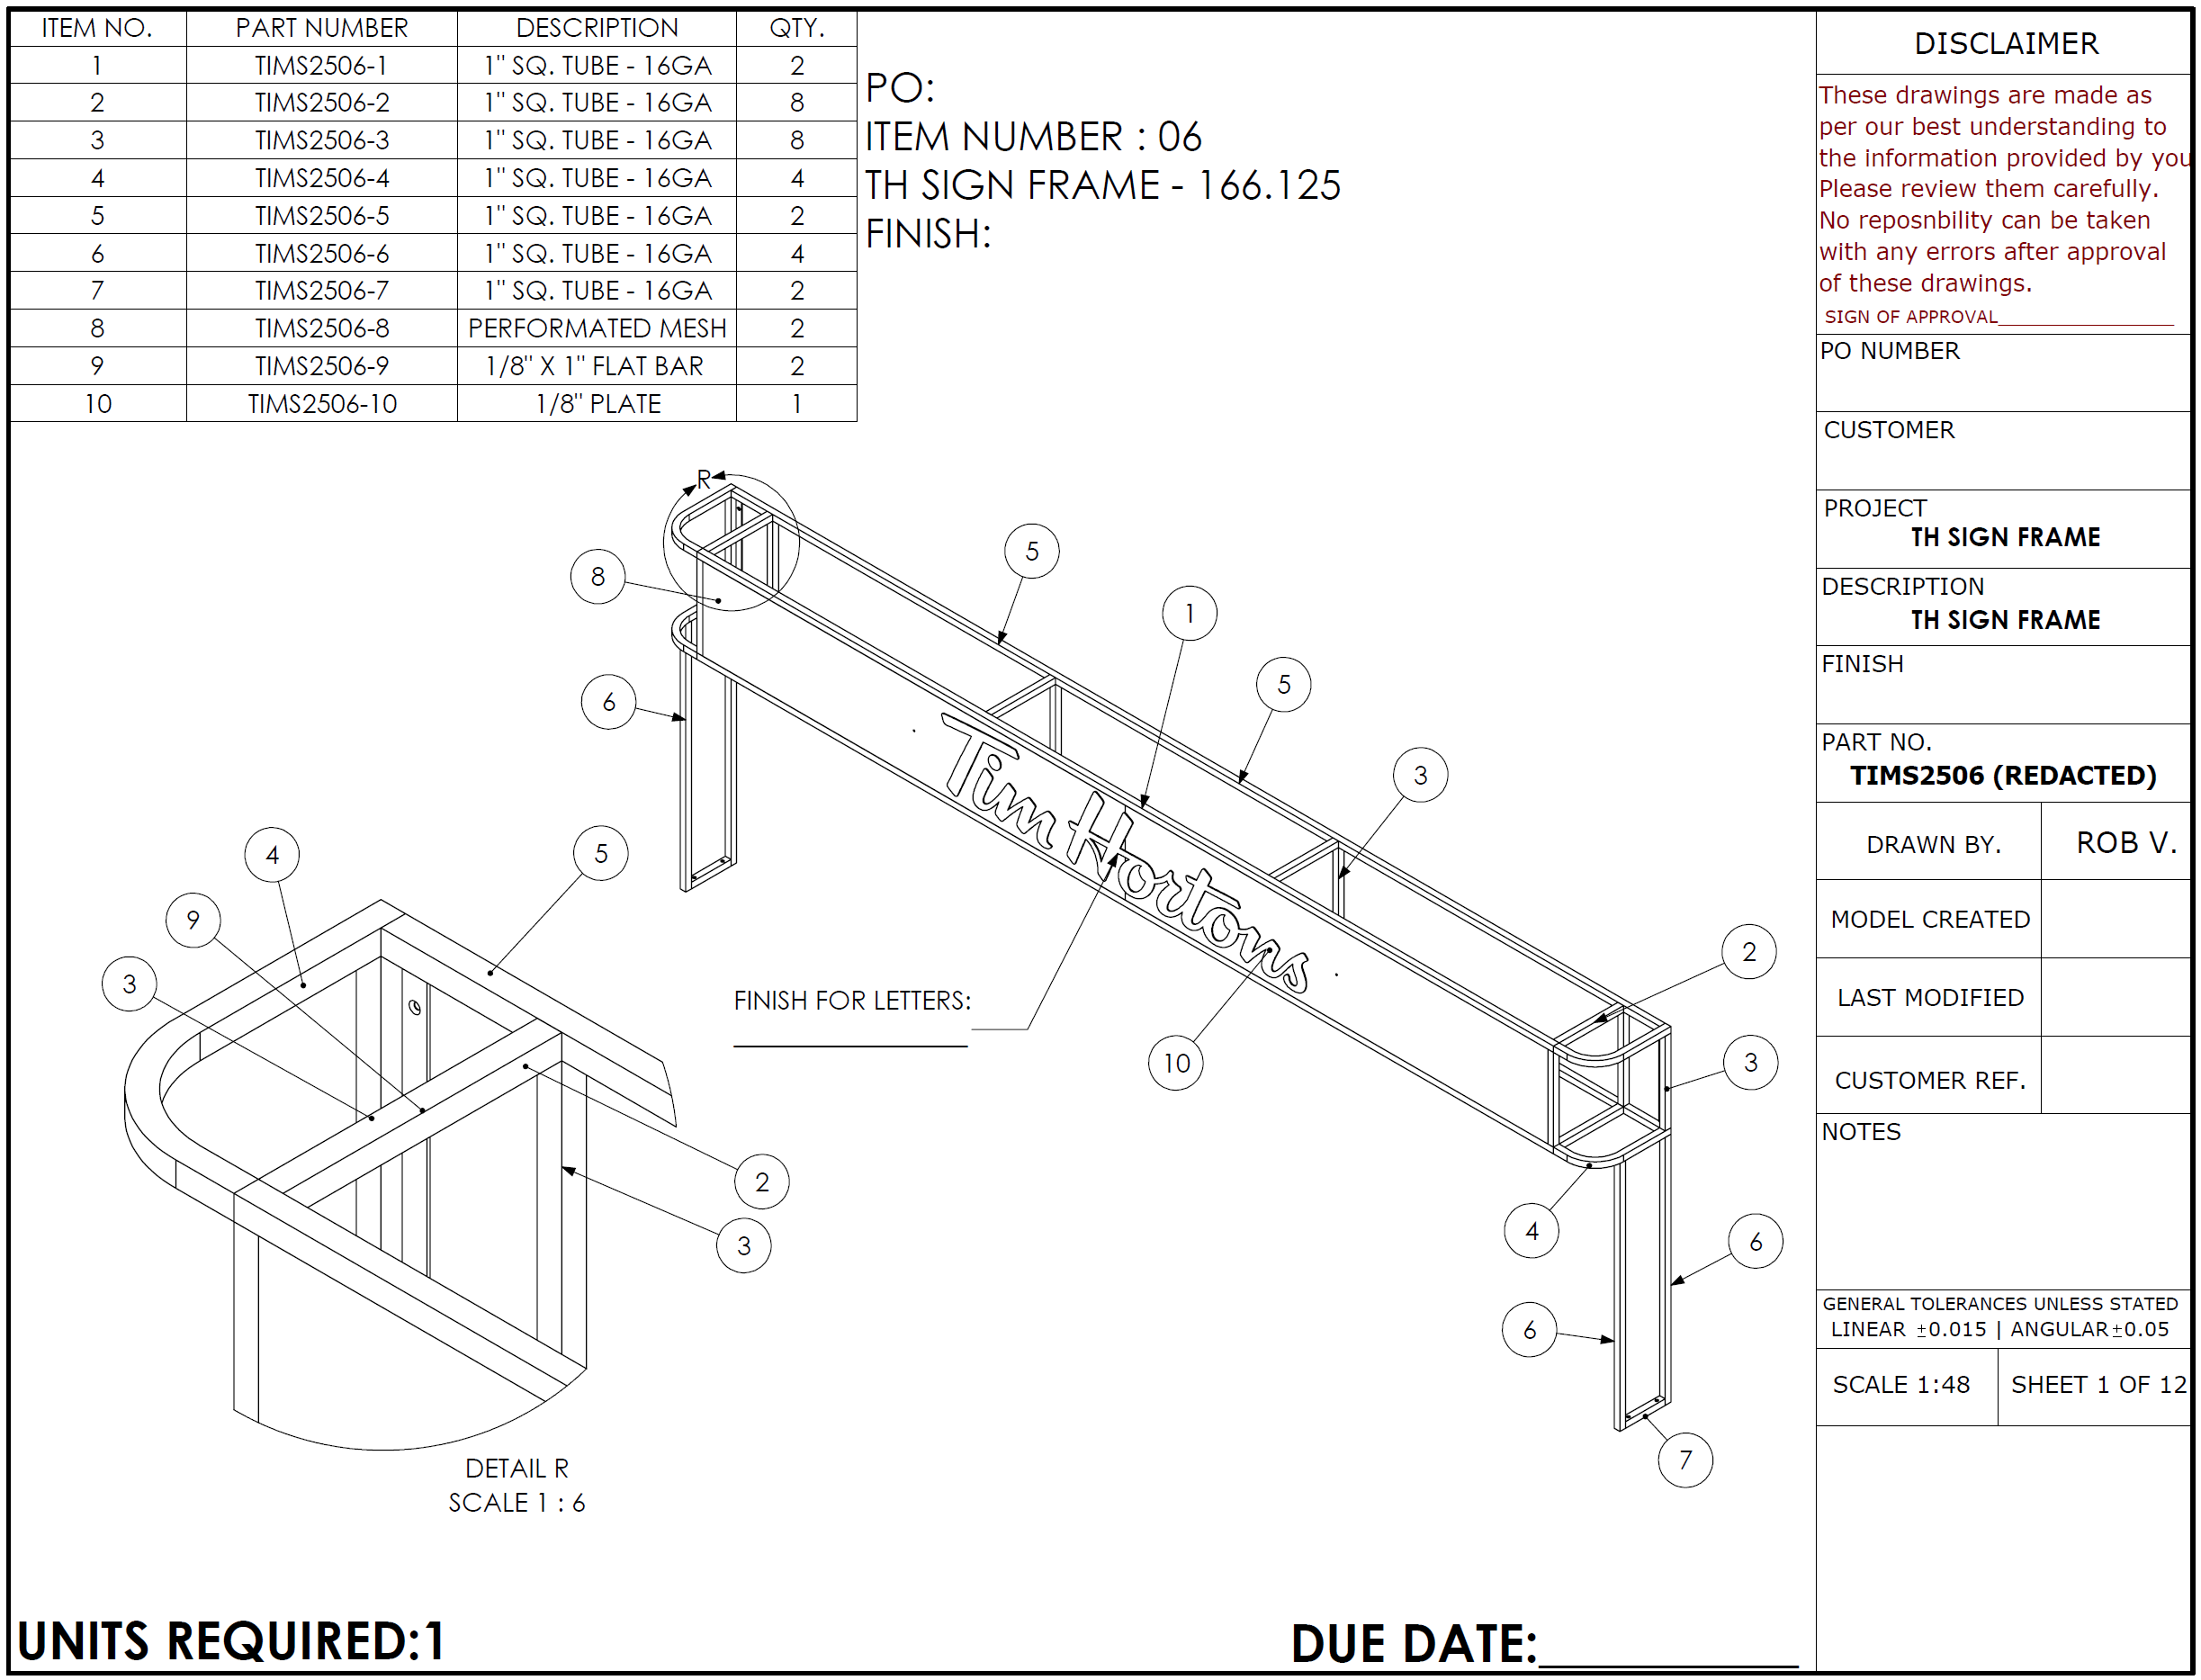 ITEM NO. PART NUMBER DESCRIPTION QTY.
1 TIMS2506-1 1" SQ. TUBE - 16GA 2
2 TIMS2506-2 1" SQ. TUBE - 16GA 8
3 TIMS2506-3 1" SQ. TUBE - 16GA 8
4 TIMS2506-4 1" SQ. TUBE - 16GA 4
5 TIMS2506-5 1" SQ. TUBE - 16GA 2
6 TIMS2506-6 1" SQ. TUBE - 16GA 4
7 TIMS2506-7 1" SQ. TUBE - 16GA 2
8 TIMS2506-8 PERFORMATED MESH 2
9 TIMS2506-9 1/8" X 1" FLAT BAR 2
10 TIMS2506-10 1/8" PLATE 1
PO:
ITEM NUMBER : 06
TH SIGN FRAME - 166.125
FINISH:
R
5
8
1
5
6
3
Tim Hortons
2
FINISH FOR LETTERS:
10
3
4
6
6
7
4
5
9
3
2
3
DETAIL R
SCALE 1 : 6
UNITS REQUIRED:1
DUE DATE:
DISCLAIMER
These drawings are made as
per our best understanding to
the information provided by you
Please review them carefully.
No reposnbility can be taken
with any errors after approval
of these drawings.
SIGN OF APPROVAL
PO NUMBER
CUSTOMER
PROJECT
TH SIGN FRAME
DESCRIPTION
TH SIGN FRAME
FINISH
PART NO.
TIMS2506 (REDACTED)
DRAWN BY. ROB V.
MODEL CREATED
LAST MODIFIED
CUSTOMER REF.
NOTES
GENERAL TOLERANCES UNLESS STATED
LINEAR ±0.015 | ANGULAR±0.05
SCALE 1:48 SHEET 1 OF 12